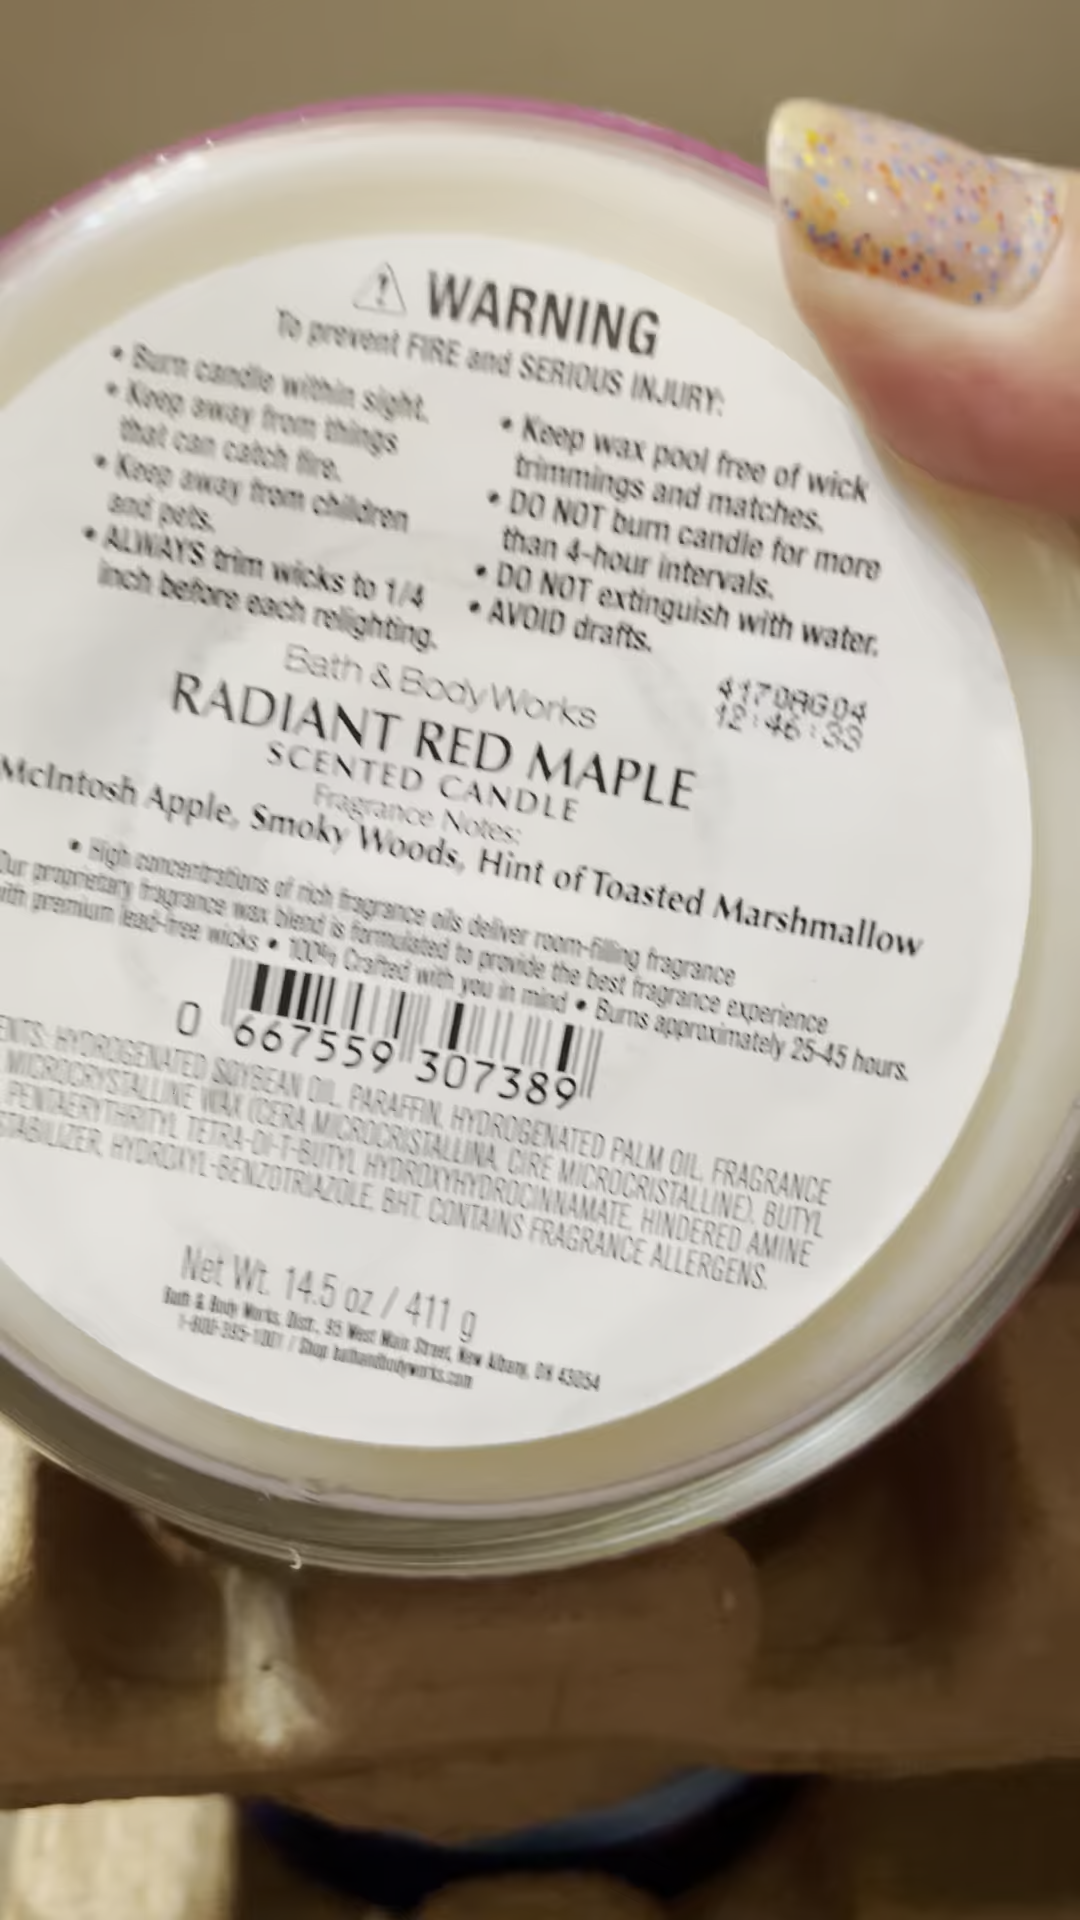 WARNING
To prevent FIRE and SERIOUS INJURY:
• Burn candle within sight.
• Keep away from things
that can catch fire.
• Keep away from children
and pets.
• ALWAYS trim wicks to 1/4
inch before each relighting.
• Keep wax pool free of wick
trimmings and matches.
• DO NOT burn candle for more
than 4-hour intervals.
• DO NOT extinguish with water.
• AVOID drafts.
Bath & Body Works
RADIANT RED MAPLE
SCENTED CANDLE
4170AG04
12:46:33
Fragrance Notes:
McIntosh Apple, Smoky Woods, Hint of Toasted Marshmallow
• High concentrations of rich fragrance oils deliver room-filling fragrance
Our proprietary fragrance wax blend is formulated to provide the best fragrance experience
with premium lead-free wicks • 100% Crafted with you in mind • Burns approximately 25-45 hours.
0 667559 307389
ENTS: HYDROGENATED SOYBEAN OIL, PARAFFIN, HYDROGENATED PALM OIL, FRAGRANCE
MICROCRYSTALLINE WAX (CERA MICROCRISTALLINA, CIRE MICROCRISTALLINE), BUTYL
PENTAERYTHRITYL TETRA-DI-T-BUTYL HYDROXYHYDROCINNAMATE, HINDERED AMINE
STABILIZER, HYDROXYL-BENZOTRIAZOLE, BHT. CONTAINS FRAGRANCE ALLERGENS.
Net Wt. 14.5 oz / 411 g
Bath & Body Works, Distr., 95 West Main Street, New Albany, OH 43054
1-800-395-1001 / Shop bathandbodyworks.com